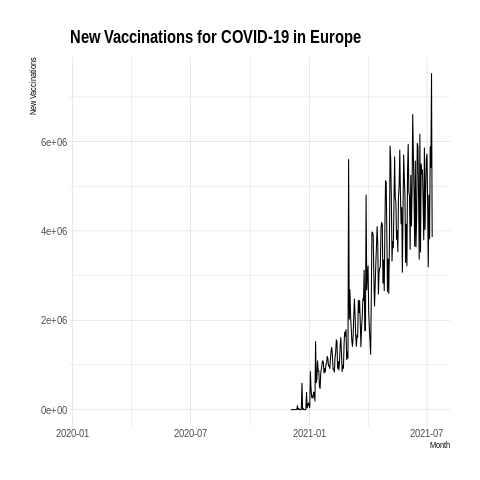 New Vaccinations for COVID-19 in Europe
New Vaccinations
6e+06
4e+06
2e+06
0e+00
2020-01 2020-07 2021-01 2021-07
Month